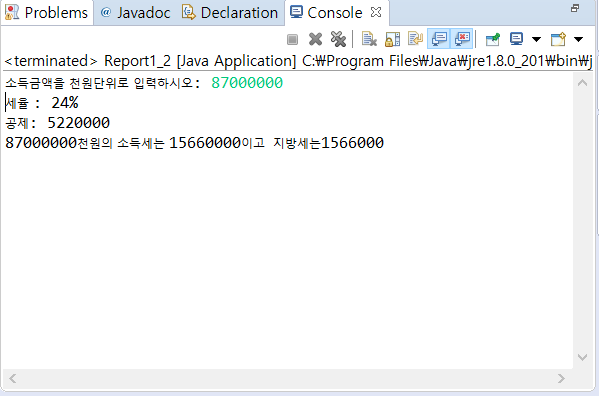 Problems @ Javadoc Declaration Console
<terminated> Report1_2 [Java Application] C:₩Program Files₩Java₩jre1.8.0_201₩bin₩j
소득금액을 천원단위로 입력하시오: 87000000
세율 : 24%
공제: 5220000
87000000천원의 소득세는 15660000이고 지방세는1566000